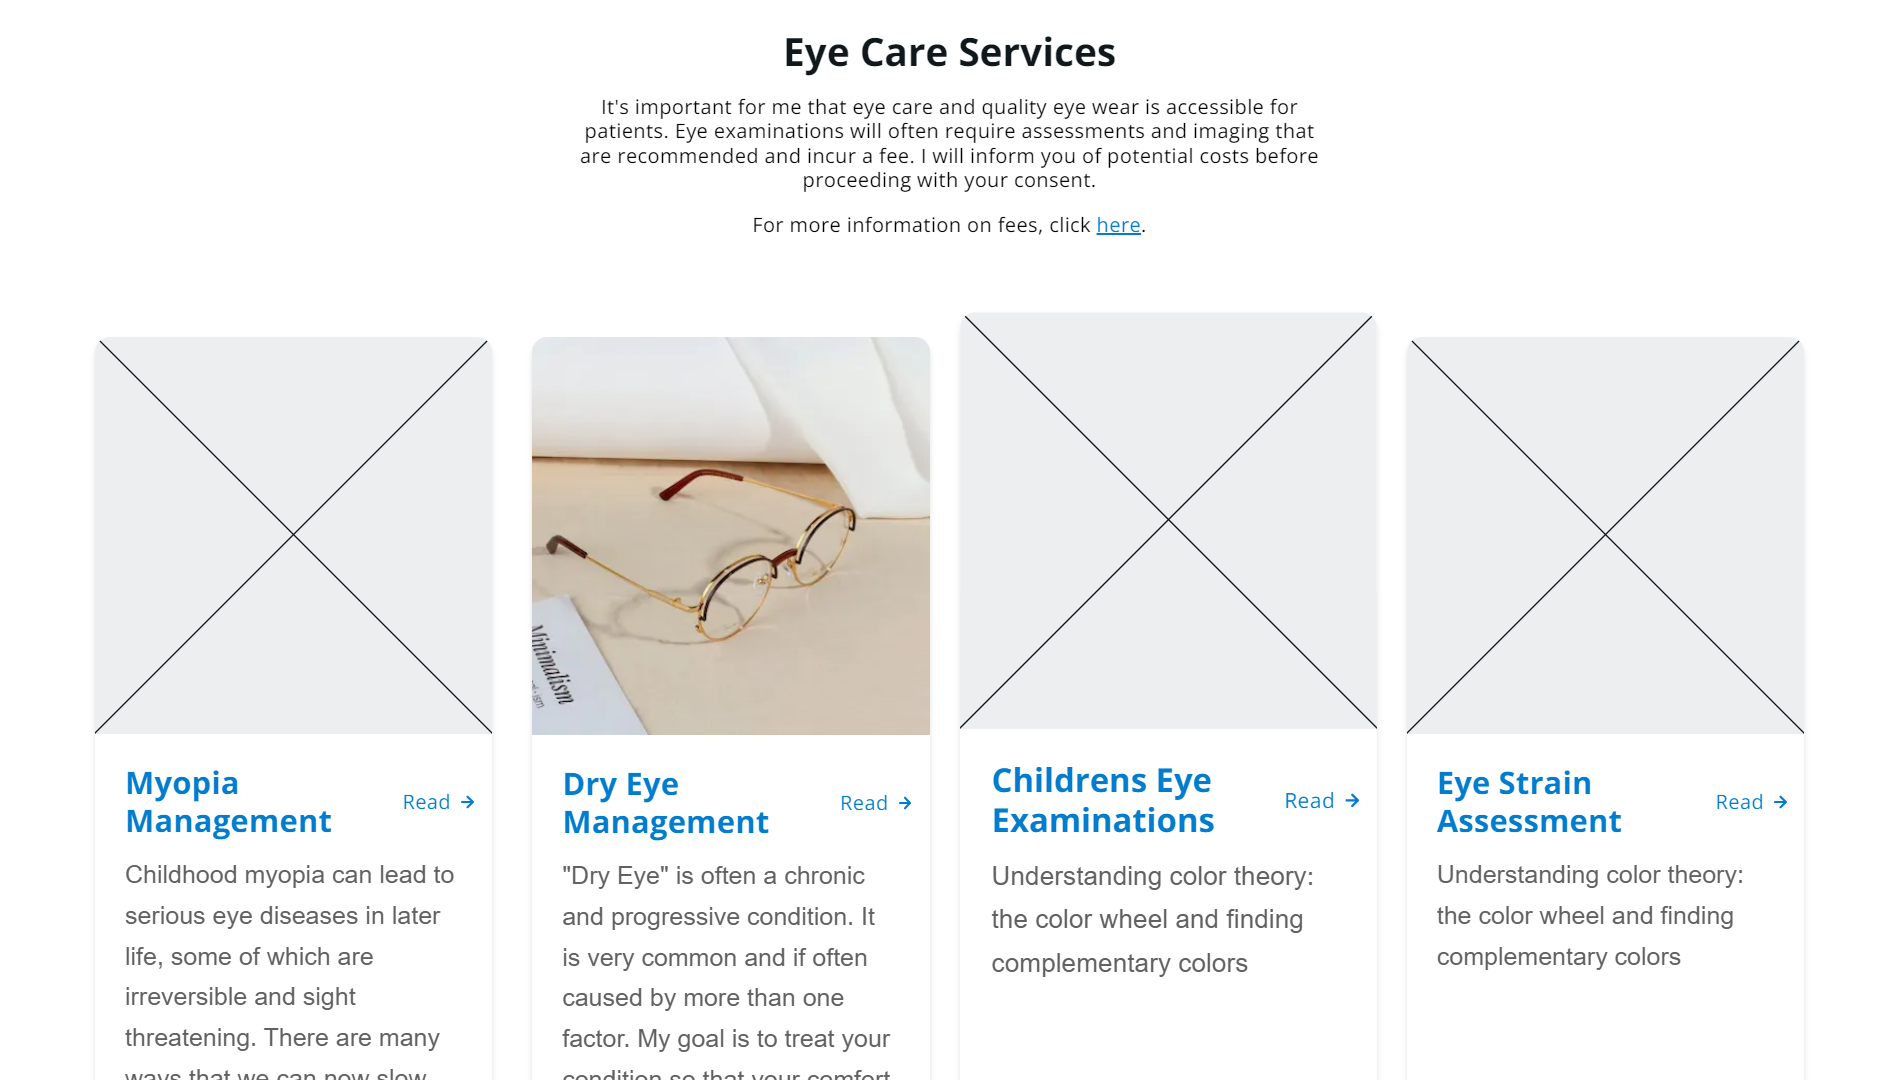 Eye Care Services
It's important for me that eye care and quality eye wear is accessible for
patients. Eye examinations will often require assessments and imaging that
are recommended and incur a fee. I will inform you of potential costs before
proceeding with your consent.
For more information on fees, click here.
Minimalism
Myopia
Management
Read
Childhood myopia can lead to
serious eye diseases in later
life, some of which are
irreversible and sight
threatening. There are many
ways that we can now slow
Dry Eye
Management
Read
"Dry Eye" is often a chronic
and progressive condition. It
is very common and if often
caused by more than one
factor. My goal is to treat your
condition so that your comfort
Childrens Eye
Examinations
Read
Understanding color theory:
the color wheel and finding
complementary colors
Eye Strain
Assessment
Read
Understanding color theory:
the color wheel and finding
complementary colors